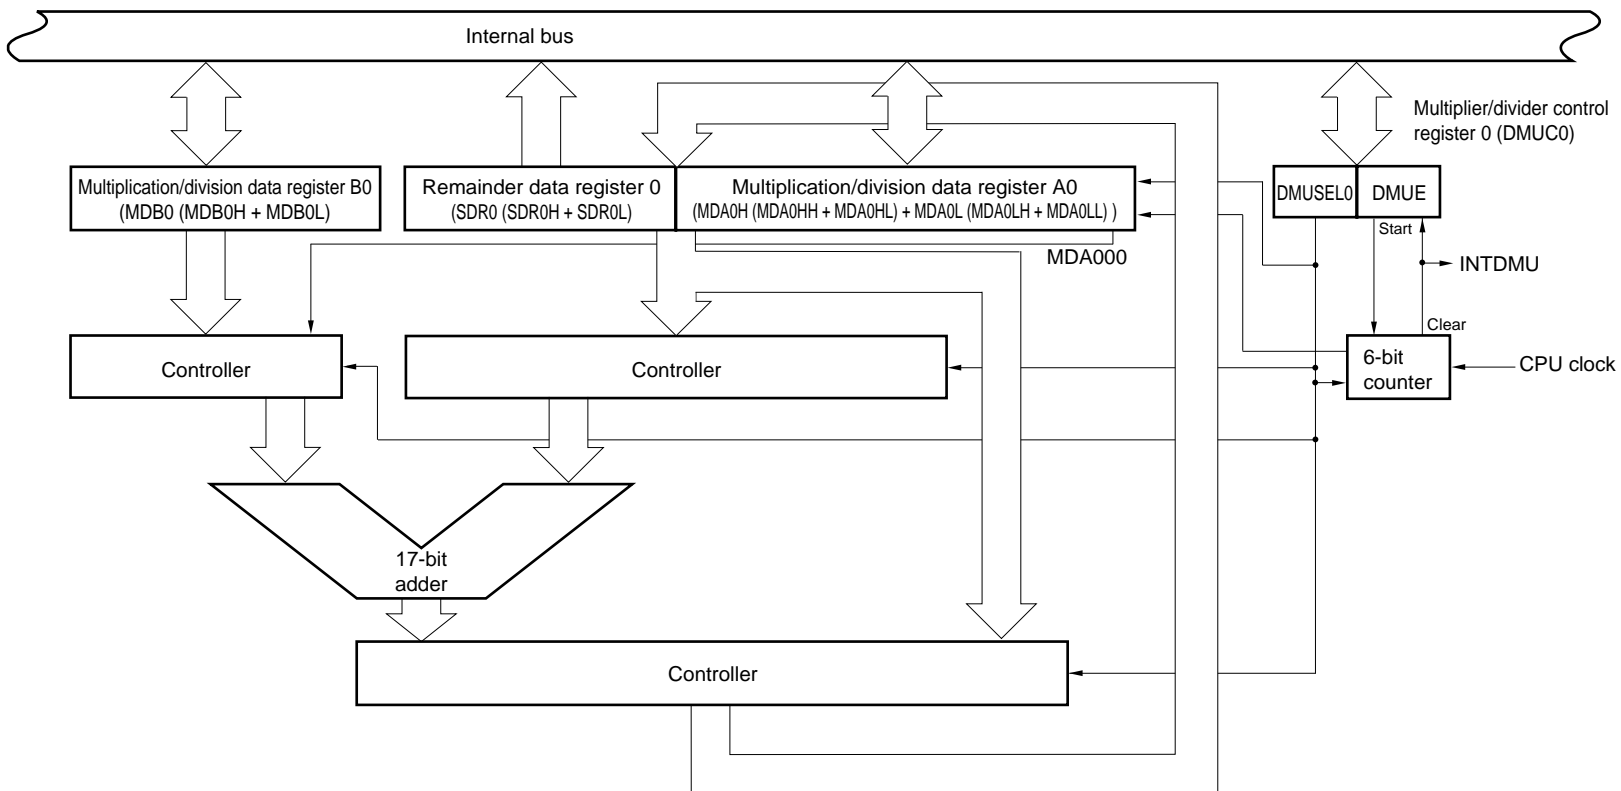 Internal bus
Multiplier/divider control
register 0 (DMUC0)
Multiplication/division data register B0
(MDB0 (MDB0H + MDB0L)
Remainder data register 0
(SDR0 (SDR0H + SDR0L)
Multiplication/division data register A0
(MDA0H (MDA0HH + MDA0HL) + MDA0L (MDA0LH + MDA0LL) )
DMUSEL0
DMUE
Start
MDA000
INTDMU
Clear
Controller
Controller
6-bit
counter
CPU clock
17-bit
adder
Controller